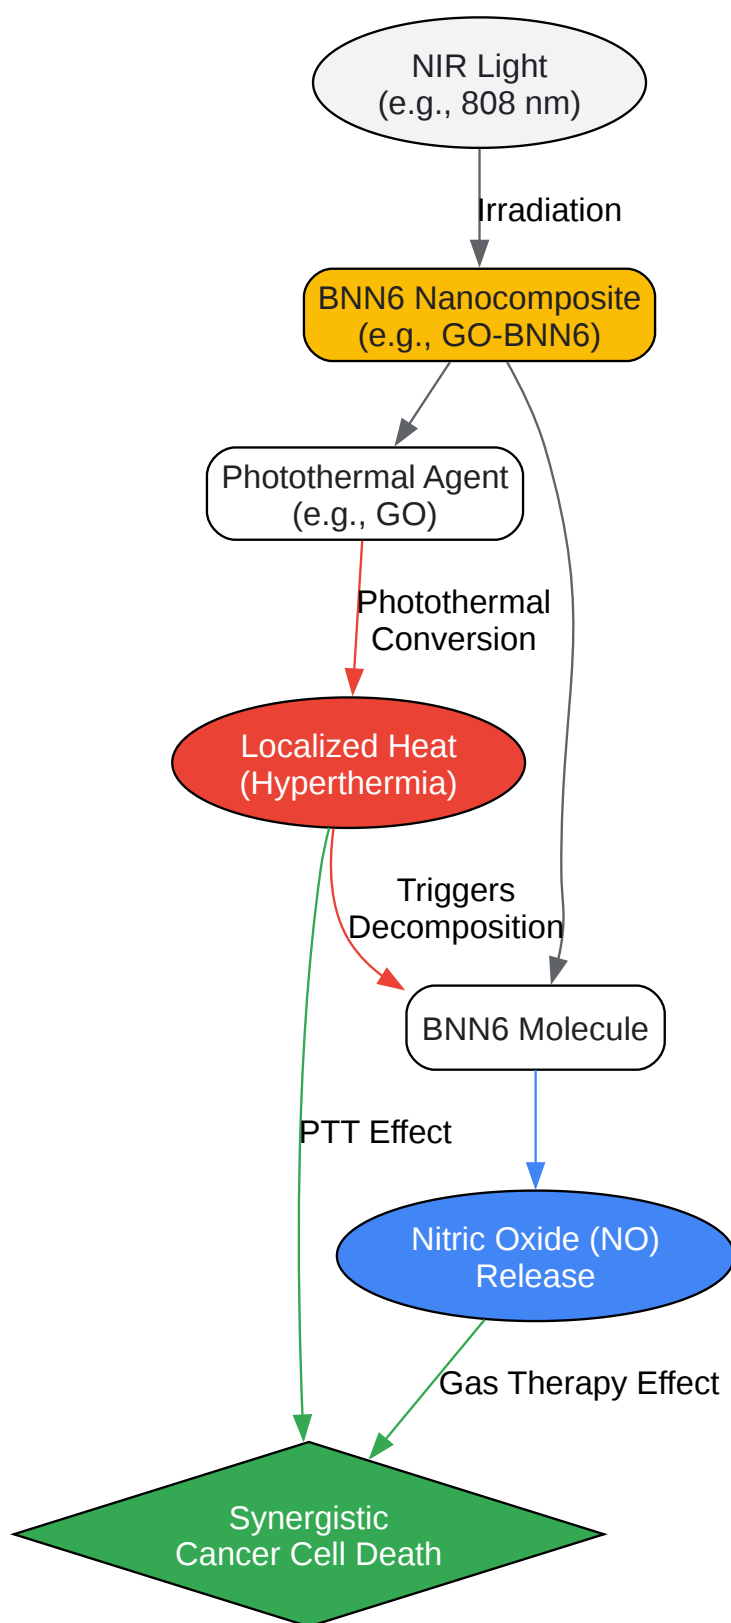 NIR Light
(e.g., 808 nm)
Irradiation
BNN6 Nanocomposite
(e.g., GO-BNN6)
Photothermal Agent
(e.g., GO)
Photothermal
Conversion
Localized Heat
(Hyperthermia)
Triggers
Decomposition
BNN6 Molecule
PTT Effect
Nitric Oxide (NO)
Release
Gas Therapy Effect
Synergistic
Cancer Cell Death